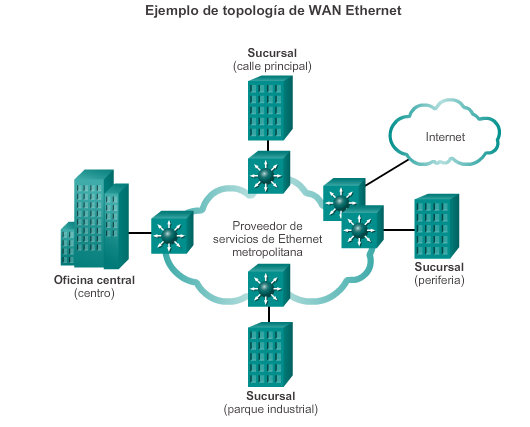 Ejemplo de topología de WAN Ethernet
Sucursal
(calle principal)
Internet
Proveedor de
servicios de Ethernet
metropolitana
Oficina central
(centro)
Sucursal
(periferia)
Sucursal
(parque industrial)